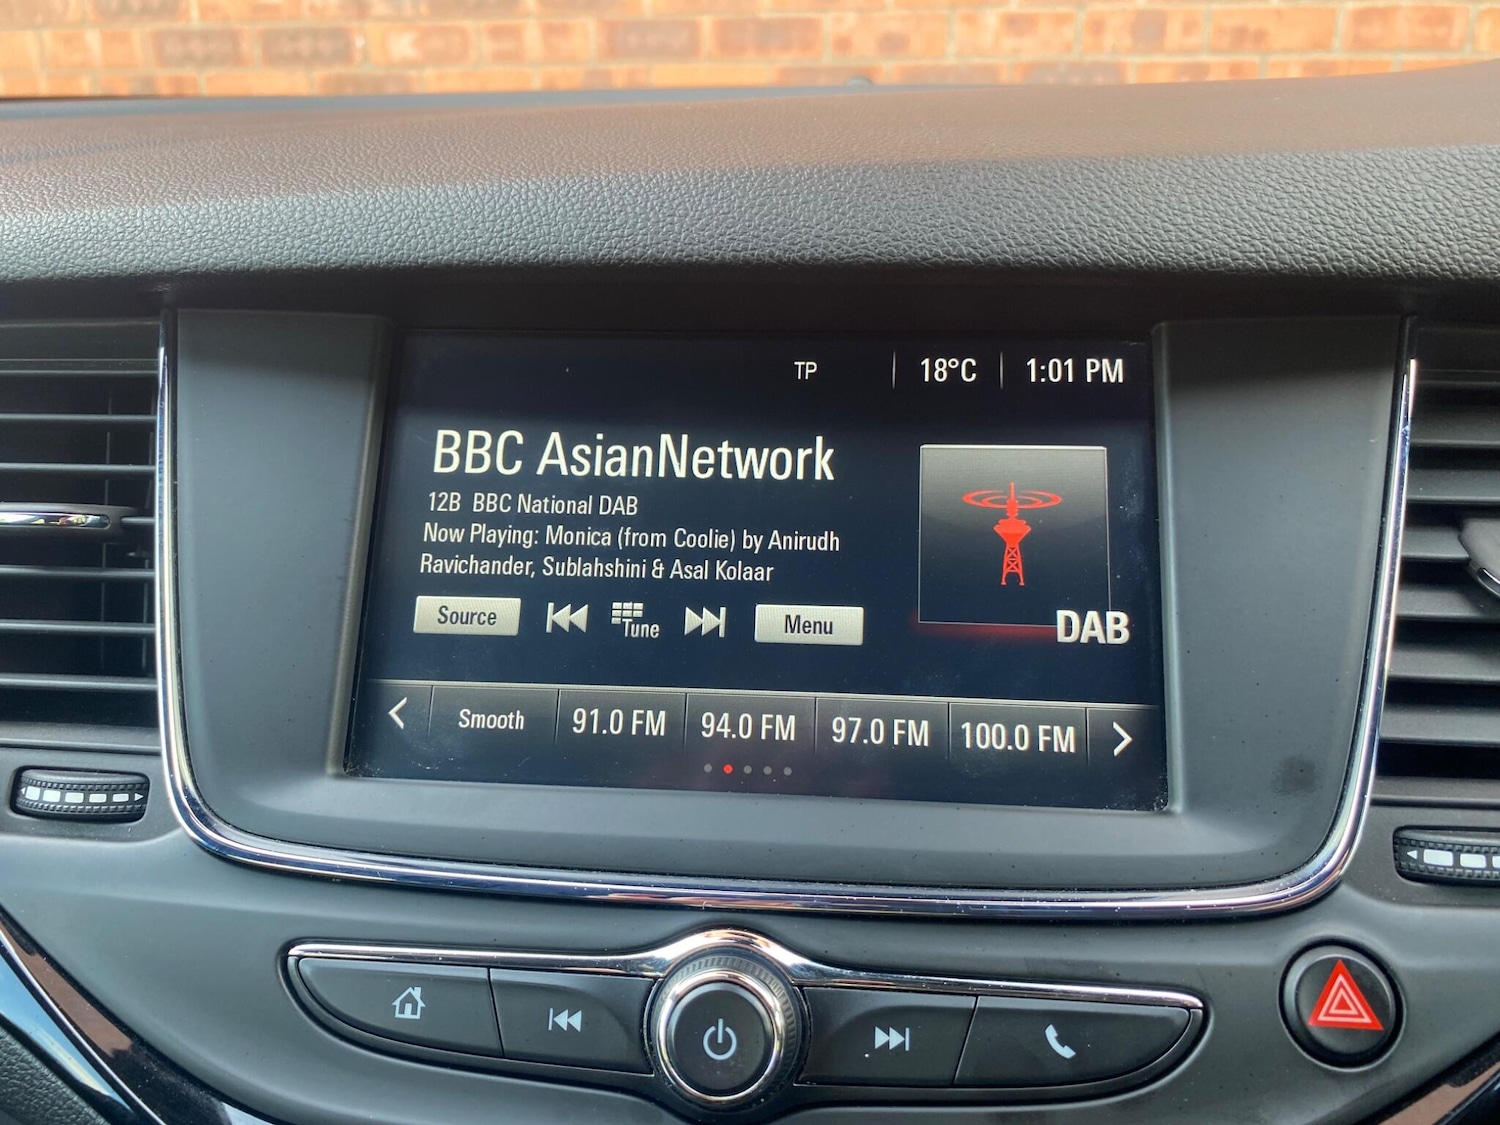 TP 18°C 1:01 PM
BBC AsianNetwork
12B BBC National DAB
Now Playing: Monica (from Coolie) by Anirudh
Ravichander, Sublahshini & Asal Kolaar
Source Tune Menu
DAB
Smooth 91.0 FM 94.0 FM 97.0 FM 100.0 FM